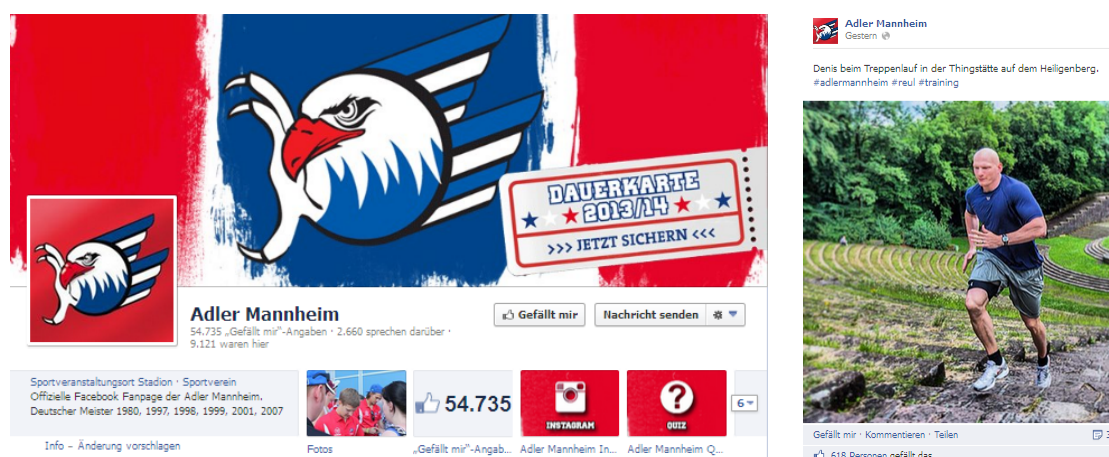 DAUERKARTE
2013/14
>>> JETZT SICHERN <<<
Adler Mannheim
54.735 „Gefällt mir“-Angaben · 2.660 sprechen darüber ·
9.121 waren hier
Gefällt mir
Nachricht senden
Sportveranstaltungsort Stadion · Sportverein
Offizielle Facebook Fanpage der Adler Mannheim.
Deutscher Meister 1980, 1997, 1998, 1999, 2001, 2007
Info – Änderung vorschlagen
54.735
INSTAGRAM
QUIZ
6
Fotos
„Gefällt mir“-Angab...
Adler Mannheim In...
Adler Mannheim Q...
Adler Mannheim
Gestern
Denis beim Treppenlauf in der Thingstätte auf dem Heiligenberg.
#adlermannheim #reul #training
Gefällt mir · Kommentieren · Teilen
3
618 Personen gefällt das